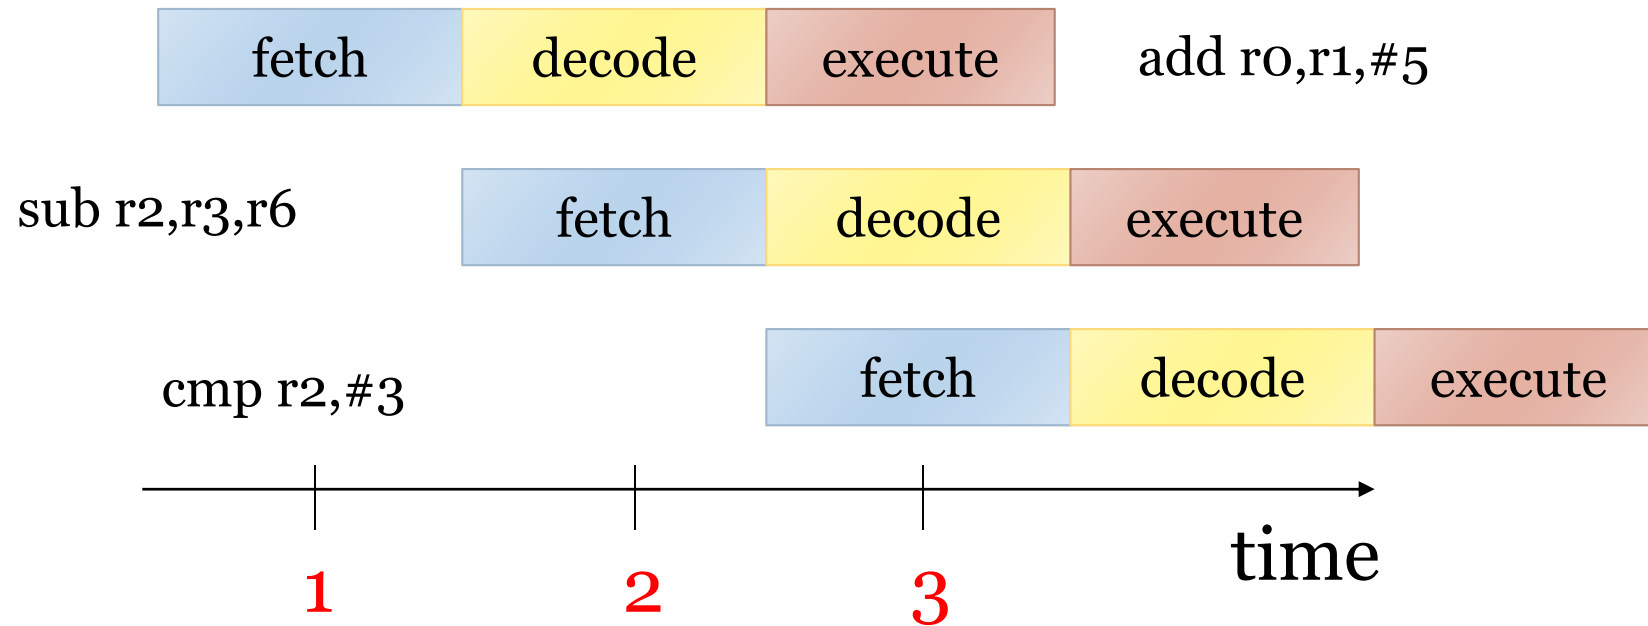 fetch decode execute add r0,r1,#5
sub r2,r3,r6 fetch decode execute
cmp r2,#3 fetch decode execute
time
1 2 3